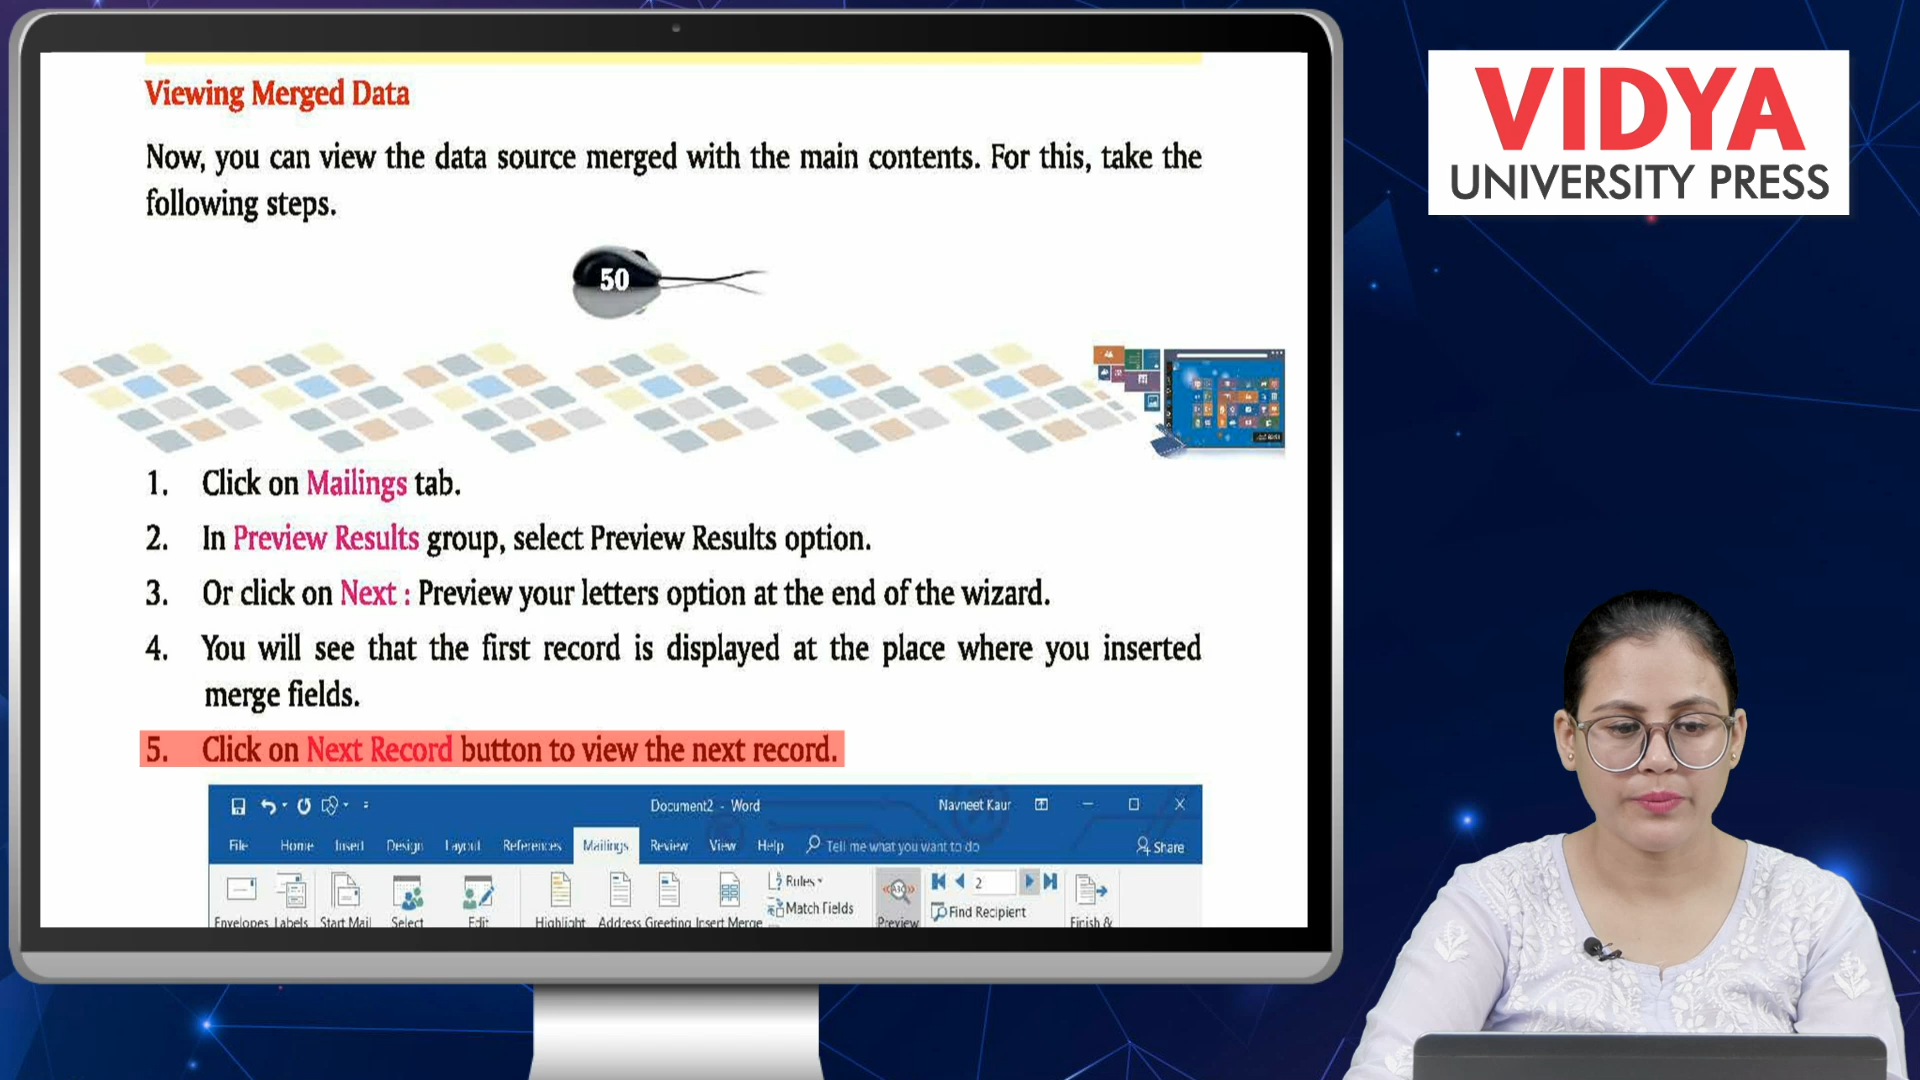 Viewing Merged Data
Now, you can view the data source merged with the main contents. For this, take the
following steps.
50
1. Click on Mailings tab.
2. In Preview Results group, select Preview Results option.
3. Or click on Next : Preview your letters option at the end of the wizard.
4. You will see that the first record is displayed at the place where you inserted
merge fields.
5. Click on Next Record button to view the next record.
Document2 - Word Navneet Kaur
File Home Insert Design Layout References Mailings Review View Help Tell me what you want to do Share
Rules 2
Match Fields Find Recipient
Envelopes Labels Start Mail Select Edit Highlight Address Greeting Insert Merge Preview Finish &
VIDYA
UNIVERSITY PRESS